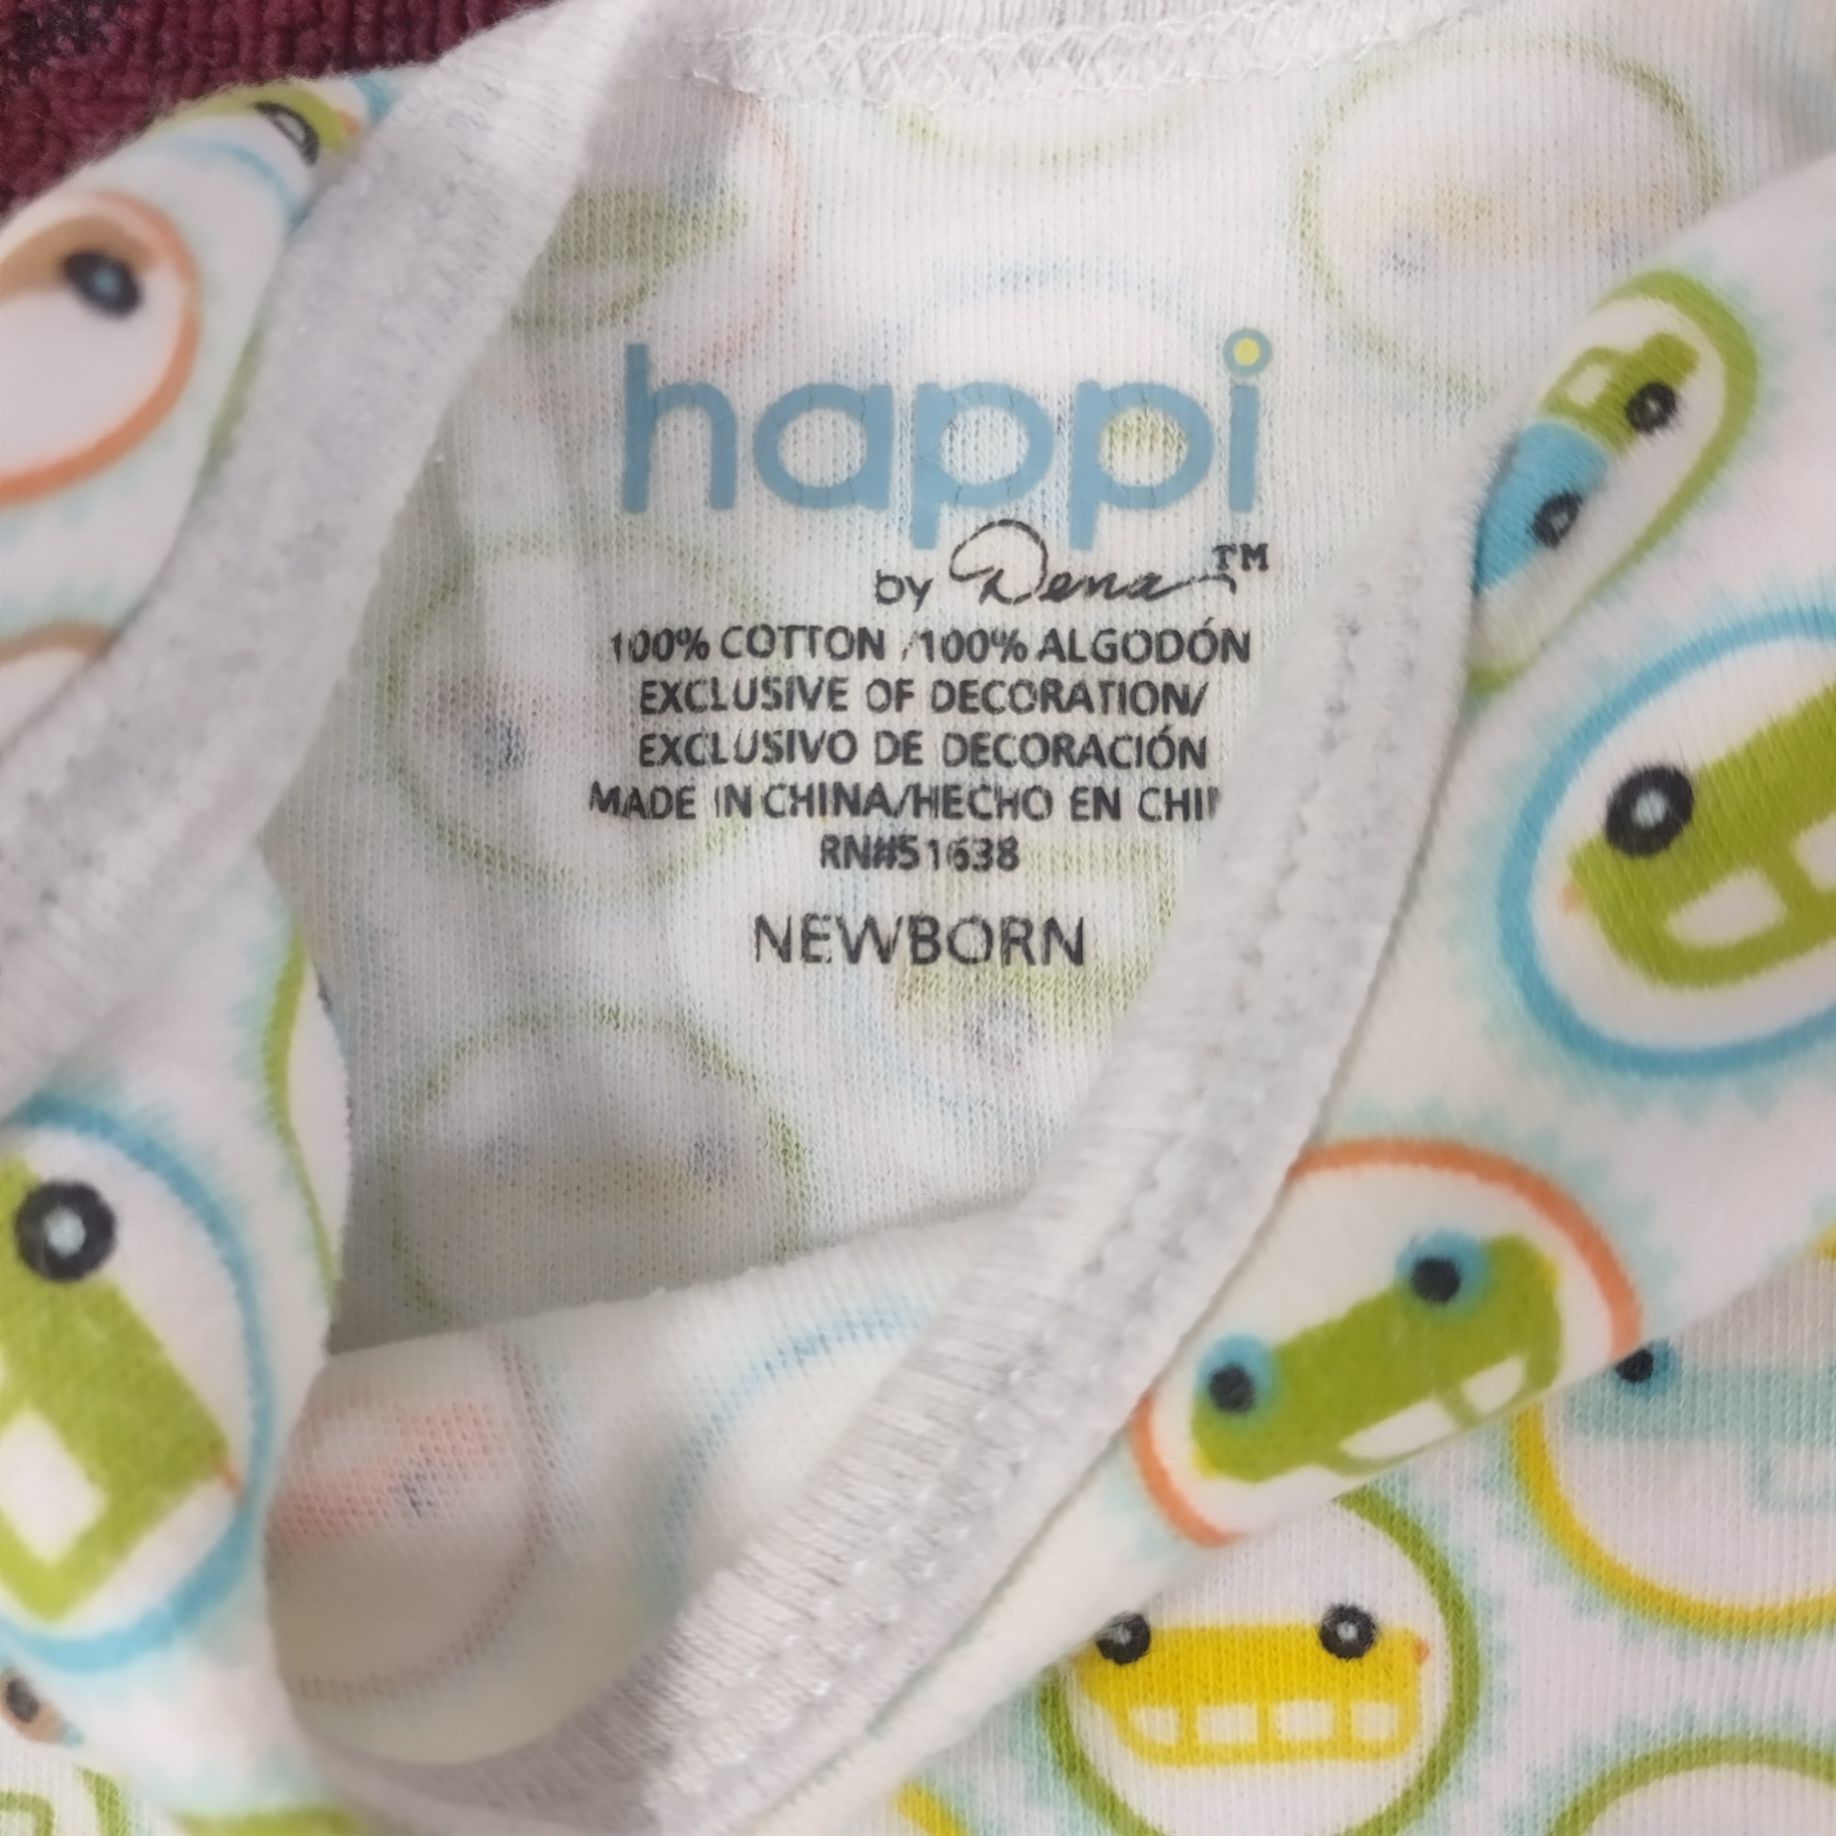 happi
by Dena™
100% COTTON /100% ALGODÓN
EXCLUSIVE OF DECORATION/
EXCLUSIVO DE DECORACIÓN
MADE IN CHINA/HECHO EN
RN#51638
NEWBORN